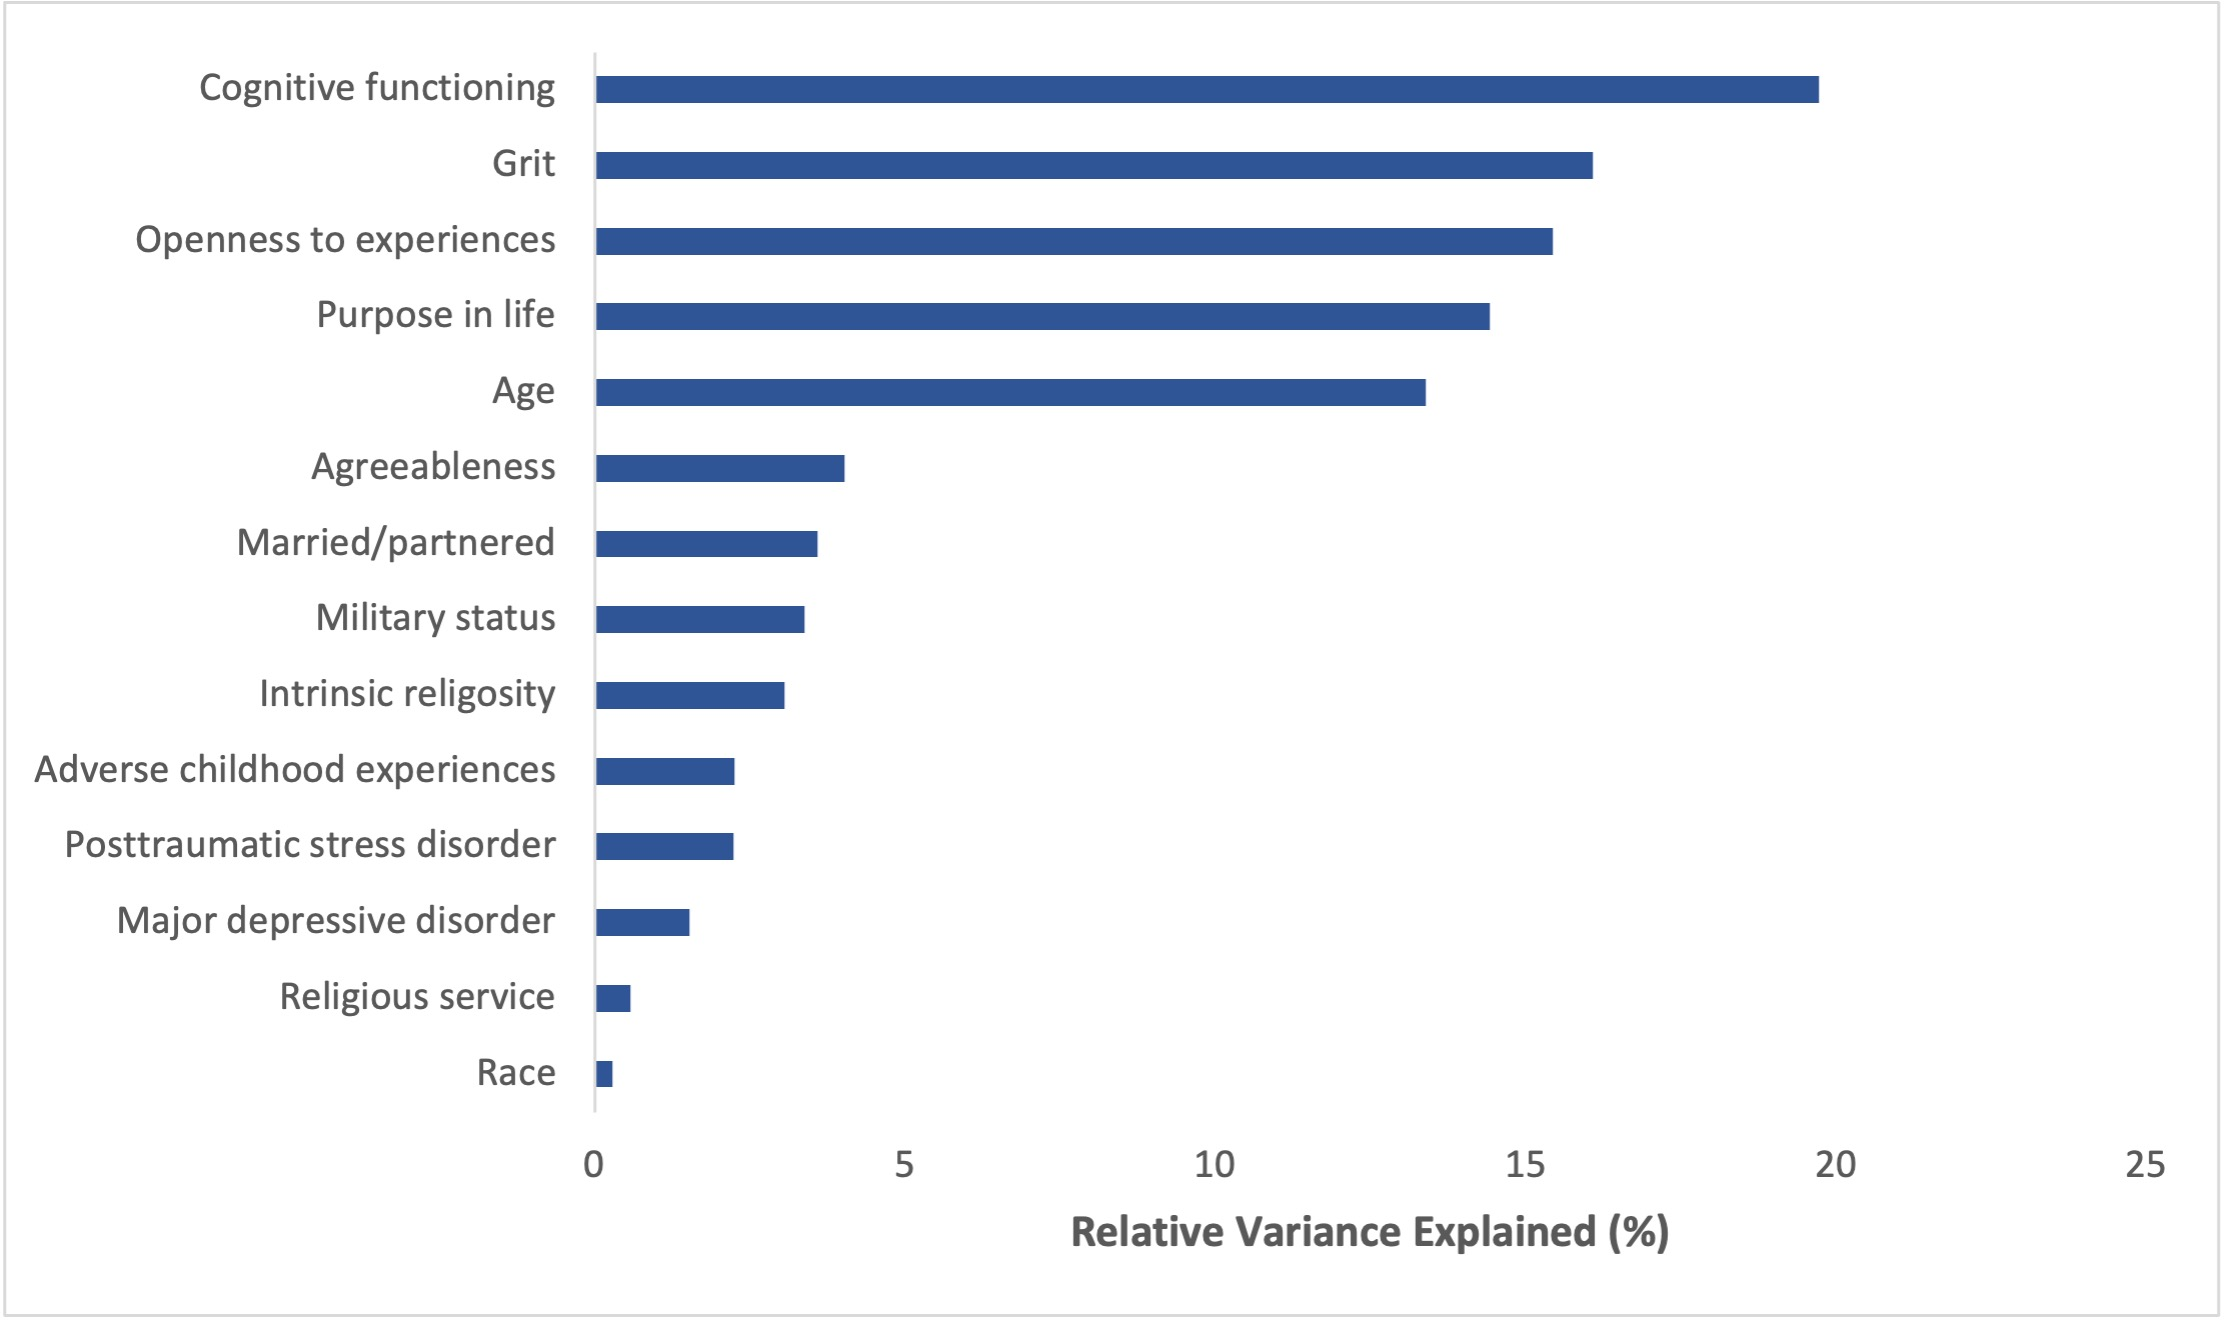 Cognitive functioning
Grit
Openness to experiences
Purpose in life
Age
Agreeableness
Married/partnered
Military status
Intrinsic religosity
Adverse childhood experiences
Posttraumatic stress disorder
Major depressive disorder
Religious service
Race
0 5 10 15 20 25
Relative Variance Explained (%)